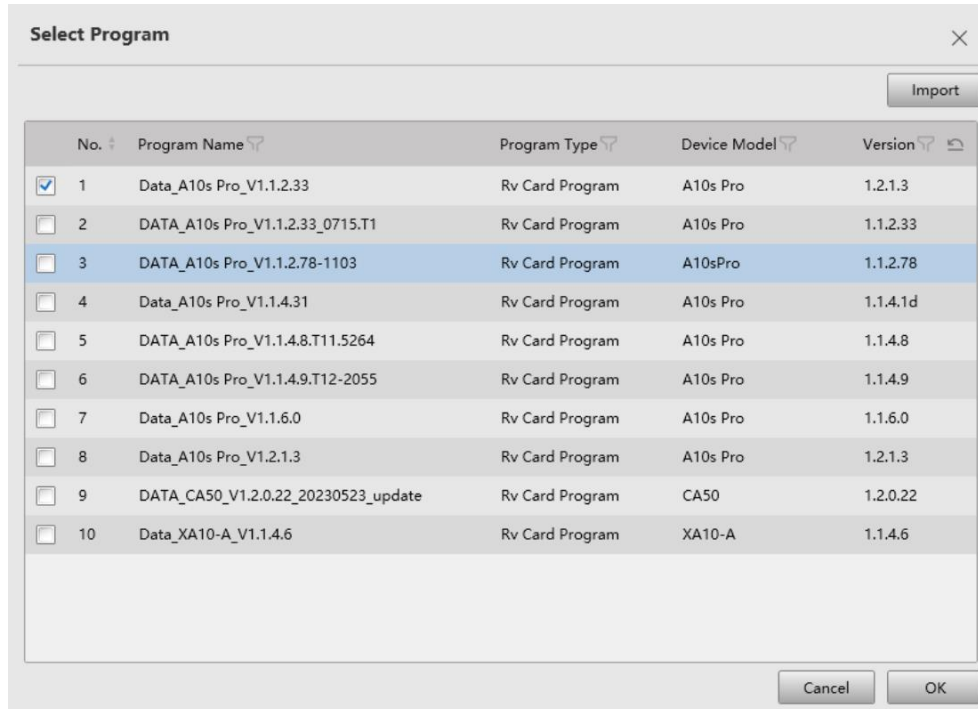 Select Program
Import
No. Program Name Program Type Device Model Version
1 Data_A10s Pro_V1.1.2.33 Rv Card Program A10s Pro 1.2.1.3
2 DATA_A10s Pro_V1.1.2.33_0715.T1 Rv Card Program A10s Pro 1.1.2.33
3 DATA_A10s Pro_V1.1.2.78-1103 Rv Card Program A10sPro 1.1.2.78
4 Data_A10s Pro_V1.1.4.31 Rv Card Program A10s Pro 1.1.4.1d
5 DATA_A10s Pro_V1.1.4.8.T11.5264 Rv Card Program A10s Pro 1.1.4.8
6 DATA_A10s Pro_V1.1.4.9.T12-2055 Rv Card Program A10s Pro 1.1.4.9
7 Data_A10s Pro_V1.1.6.0 Rv Card Program A10s Pro 1.1.6.0
8 Data_A10s Pro_V1.2.1.3 Rv Card Program A10s Pro 1.2.1.3
9 DATA_CA50_V1.2.0.22_20230523_update Rv Card Program CA50 1.2.0.22
10 Data_XA10-A_V1.1.4.6 Rv Card Program XA10-A 1.1.4.6
Cancel OK